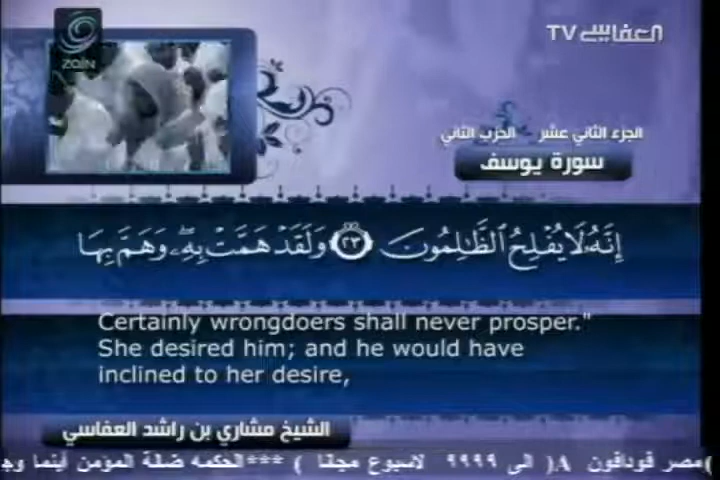 ZAIN
العفاسي TV
الجزء الثاني عشر الحزب الثاني
سورة يوسف
إِنَّهُ لَا يُفْلِحُ الظَّالِمُونَ ﴿٢٣﴾ وَلَقَدْ هَمَّتْ بِهِ ۖ وَهَمَّ بِهَا
Certainly wrongdoers shall never prosper."
She desired him; and he would have
inclined to her desire,
الشيخ مشاري بن راشد العفاسي
)مصر فودافون A( الى ٩٩٩٩ لاسبوع مجانا ) ***الحكمه ضالة المؤمن أينما وج